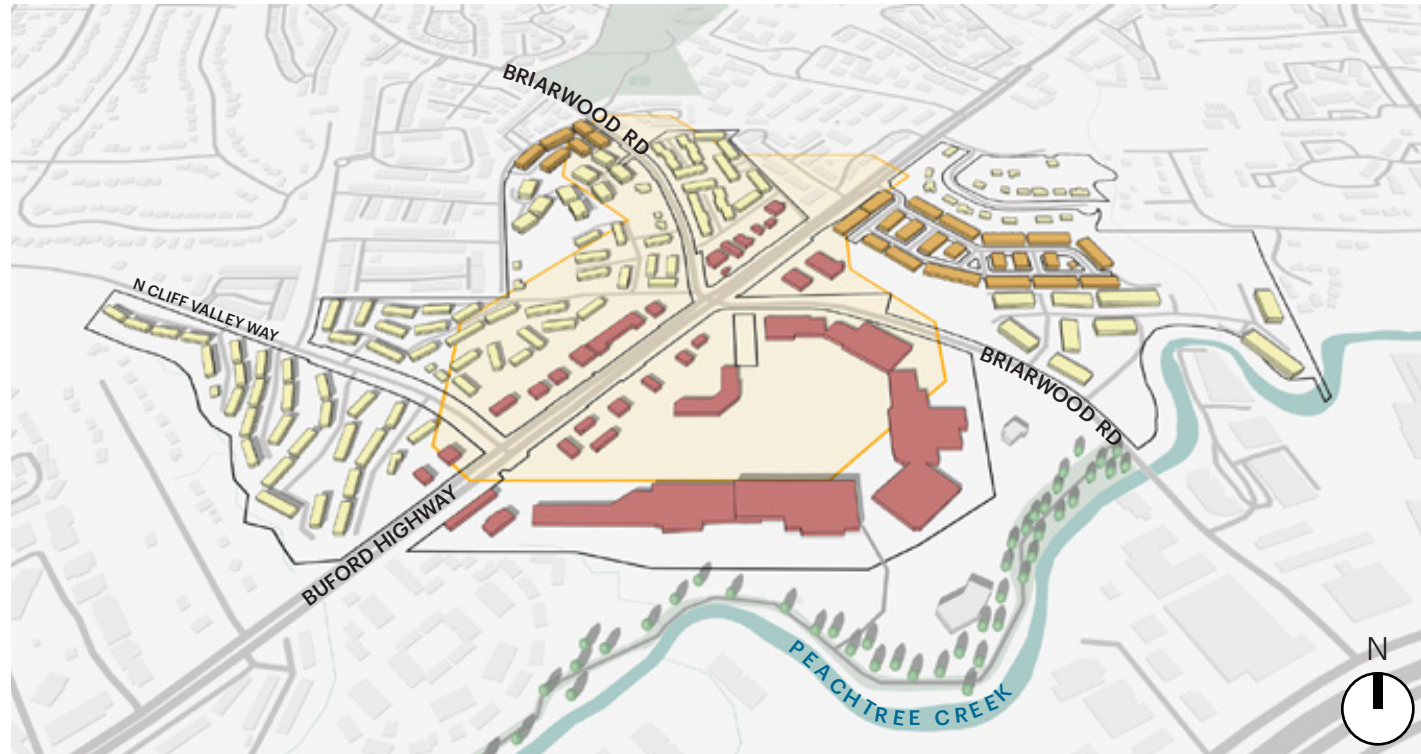 BRIARWOOD RD
N CLIFF VALLEY WAY
BRIARWOOD RD
BUFORD HIGHWAY
PEACHTREE CREEK
N